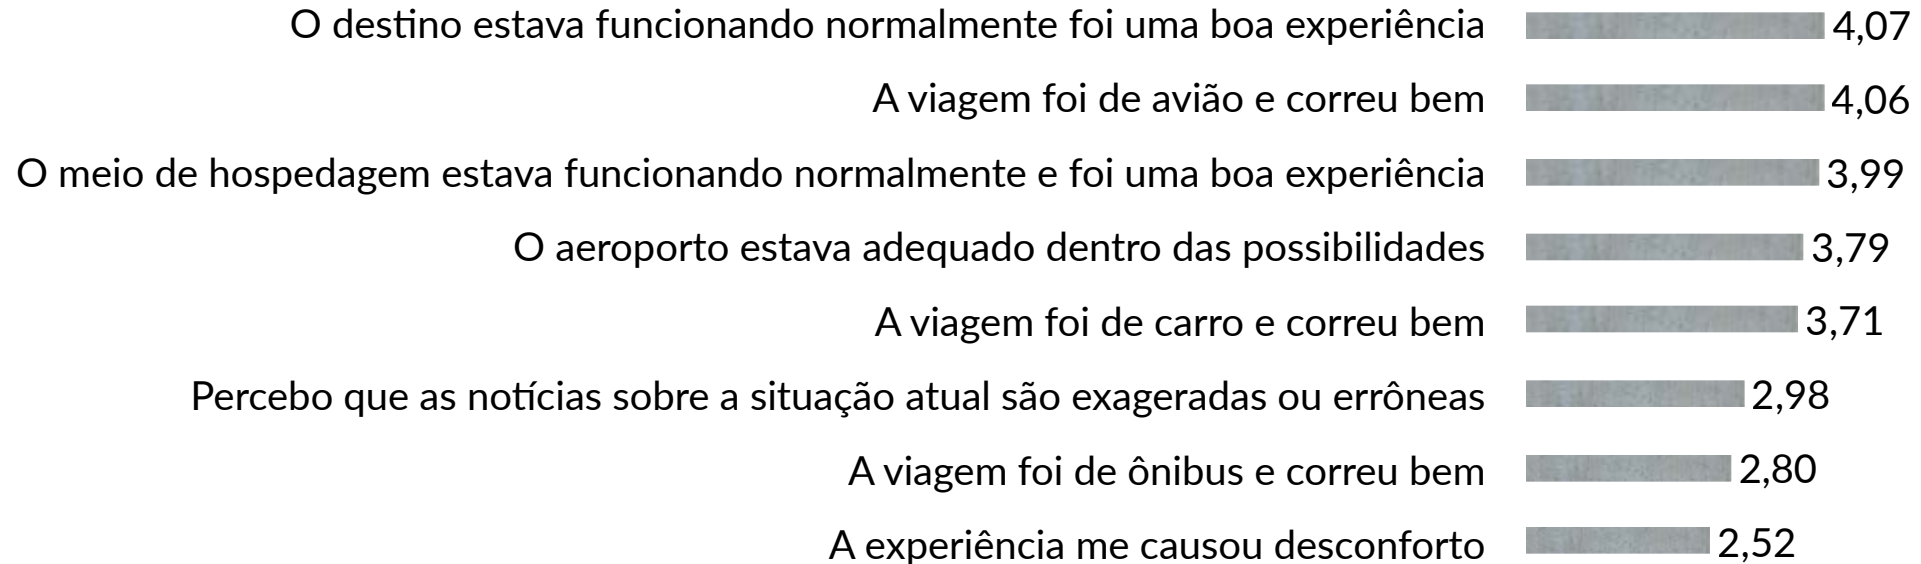 O destino estava funcionando normalmente foi uma boa experiência 4,07
A viagem foi de avião e correu bem 4,06
O meio de hospedagem estava funcionando normalmente e foi uma boa experiência 3,99
O aeroporto estava adequado dentro das possibilidades 3,79
A viagem foi de carro e correu bem 3,71
Percebo que as notícias sobre a situação atual são exageradas ou errôneas 2,98
A viagem foi de ônibus e correu bem 2,80
A experiência me causou desconforto 2,52